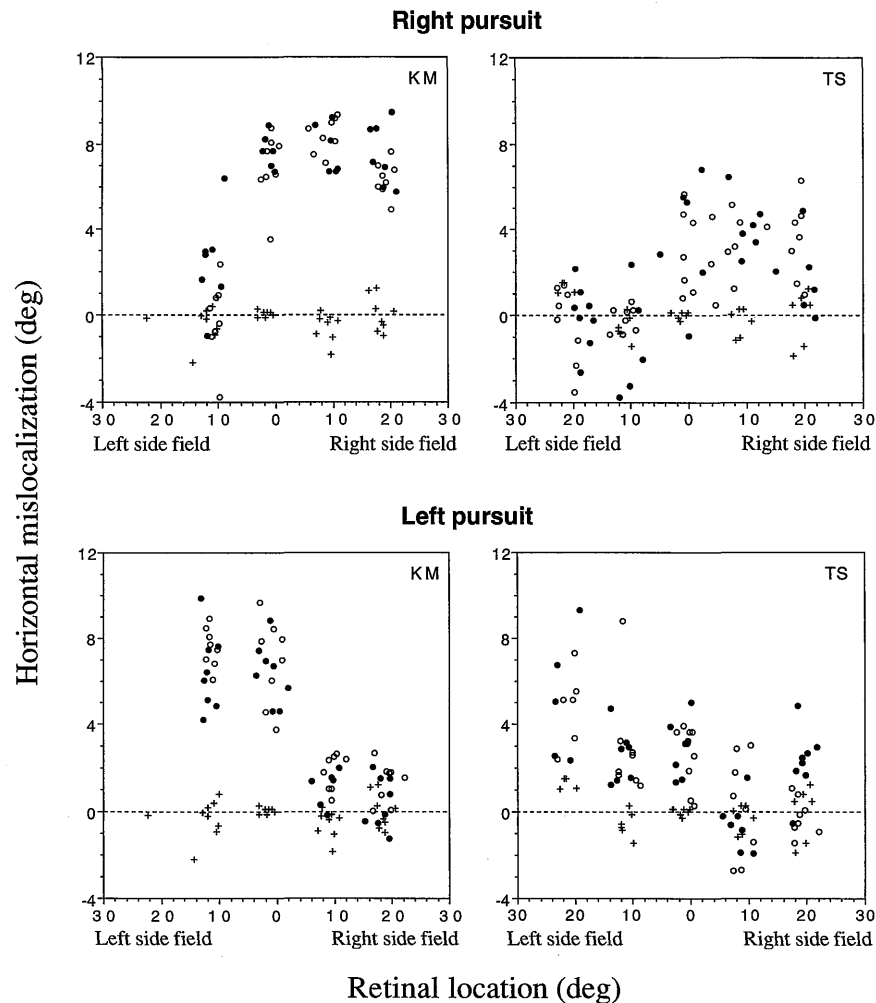 Right pursuit
KM
TS
12
8
4
0
-4
30 20 10 0 10 20 30
Left side field Right side field
12
8
4
0
-4
30 20 10 0 10 20 30
Left side field Right side field
Horizontal mislocalization (deg)
Left pursuit
KM
TS
12
8
4
0
-4
30 20 10 0 10 20 30
Left side field Right side field
12
8
4
0
-4
30 20 10 0 10 20 30
Left side field Right side field
Retinal location (deg)